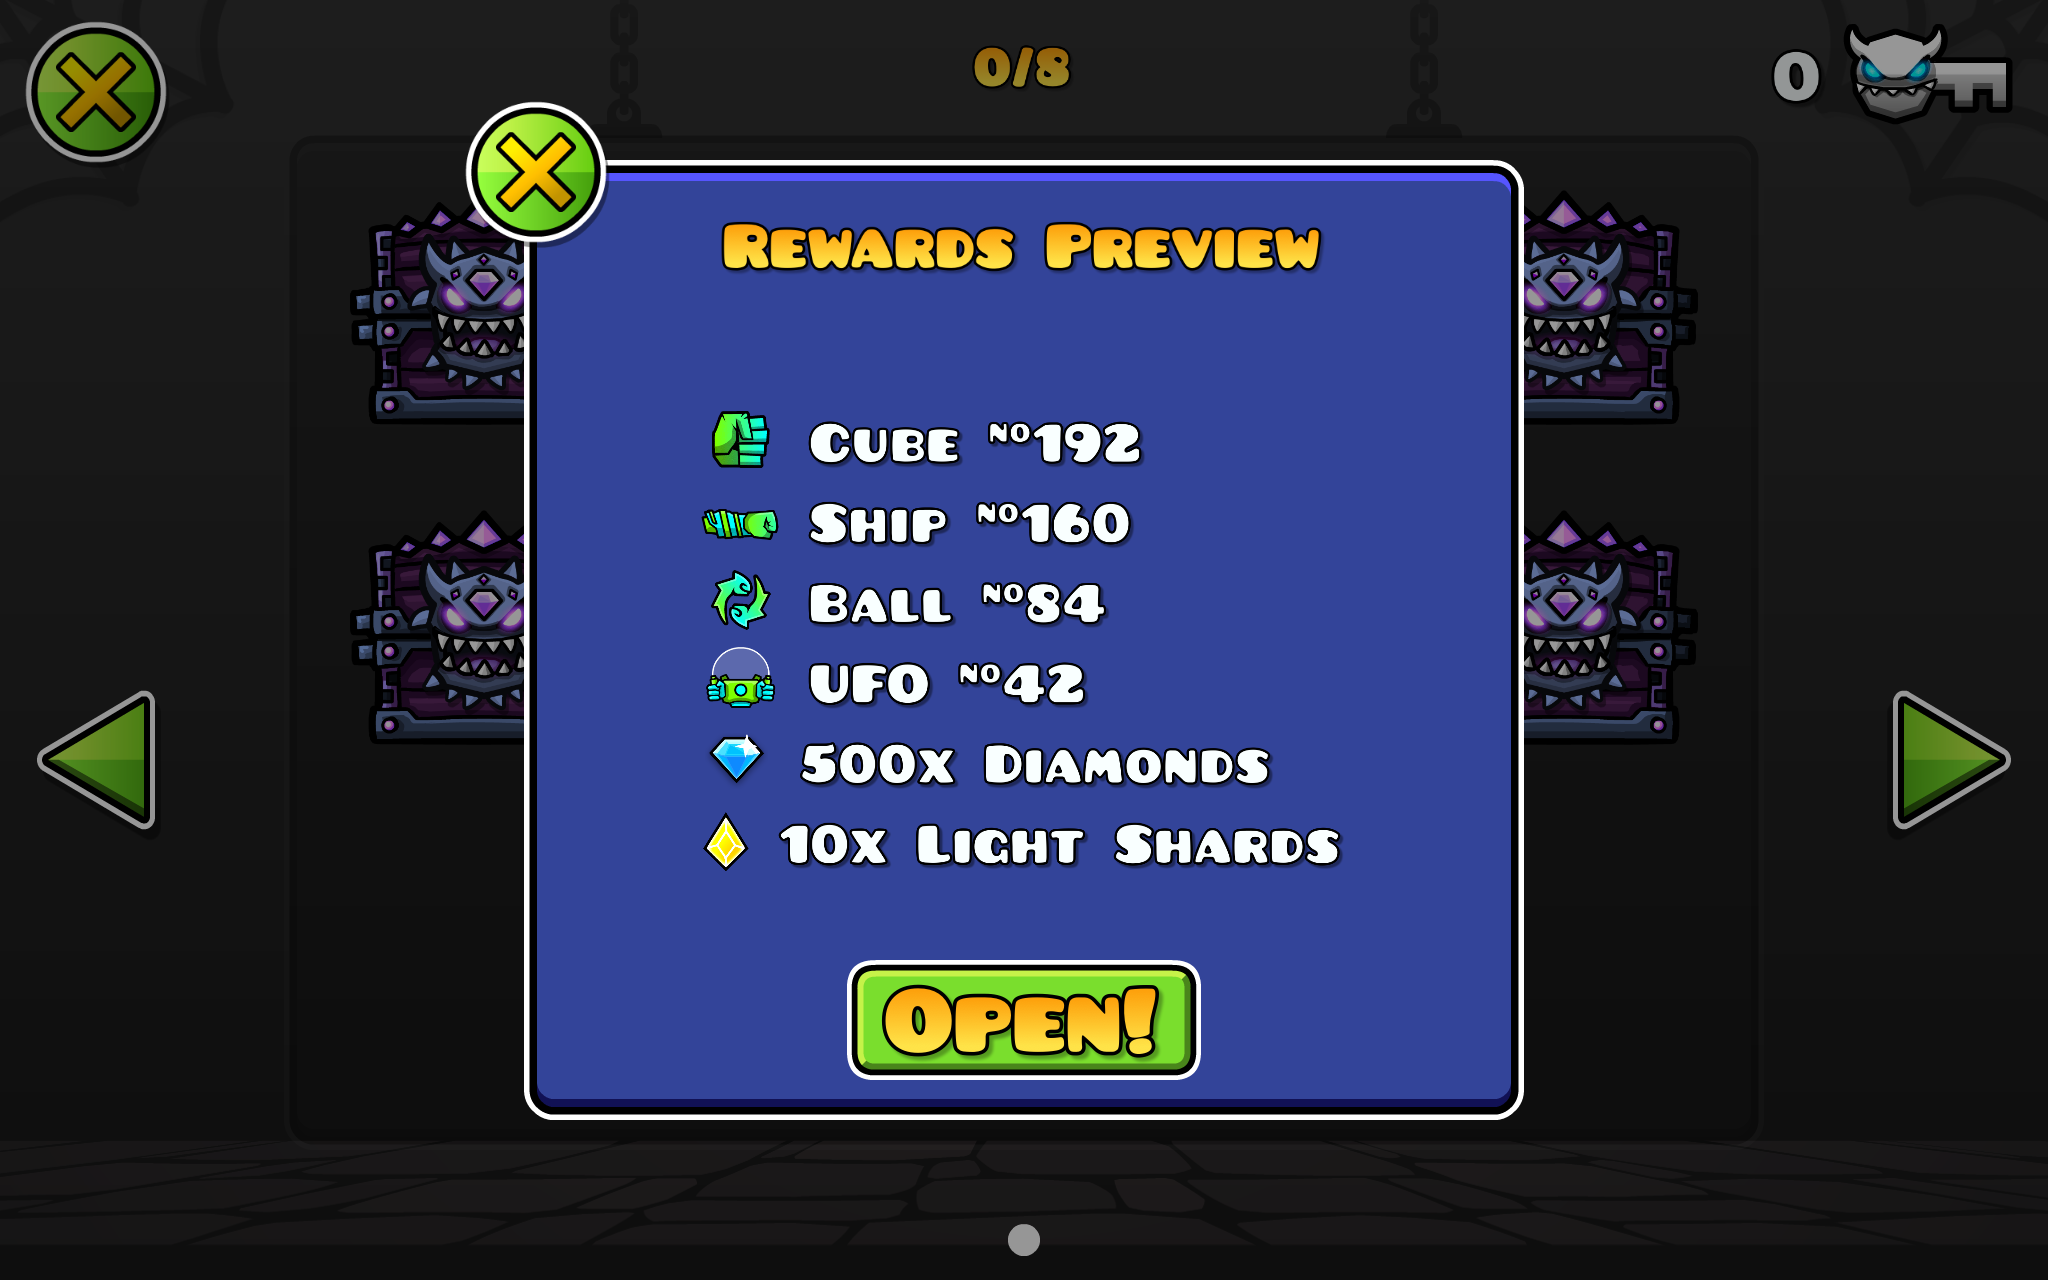 0/8
0
Rewards Preview
Cube Nº192
Ship Nº160
Ball Nº84
UFO Nº42
500x Diamonds
10x Light Shards
Open!